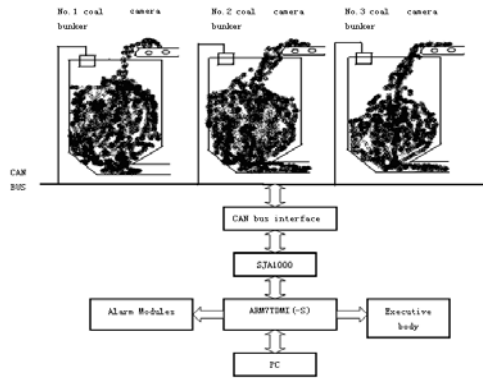 No.1 coal camera
bunker
No.2 coal camera
bunker
No.3 coal camera
bunker
CAN
BUS
CAN bus interface
SJA1000
Alarm Modules
ARM7TDMI(-S)
Executive
body
PC